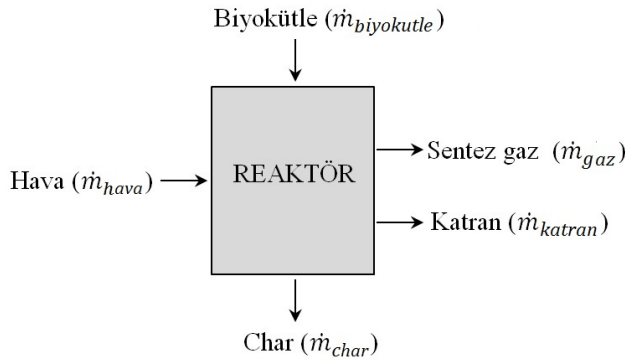 Biyokütle (ṁ_biyokutle)
Hava (ṁ_hava)
REAKTÖR
Sentez gaz (ṁ_gaz)
Katran (ṁ_katran)
Char (ṁ_char)